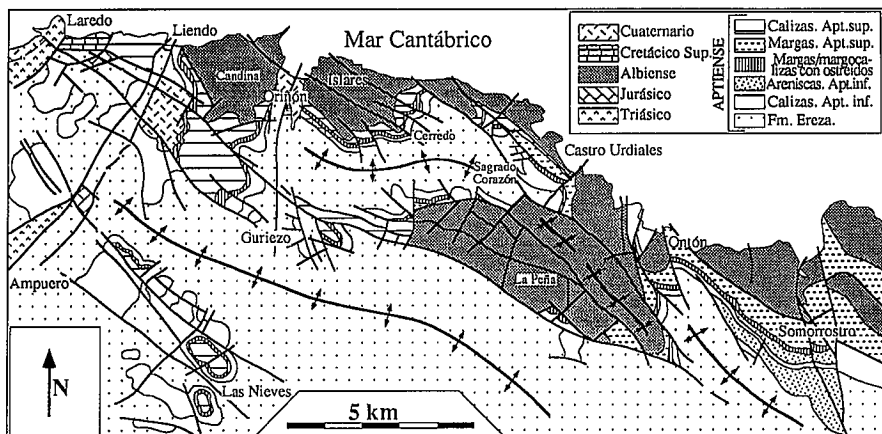 Laredo
Liendo
Mar Cantábrico
Candina
Islares
Oriñón
Cerredo
Sagrado
Corazón
Castro Urdiales
Guriezo
Ontón
La Peña
Ampuero
Somorrostro
Las Nieves
N
5 km
Cuaternario
Cretácico Sup.
Albiense
Jurásico
Triásico
APTIENSE
Calizas. Apt.sup.
Margas. Apt.sup.
Margas/margoca-
lizas con ostreidos
Areniscas. Apt.inf.
Calizas. Apt. inf.
Fm. Ereza.